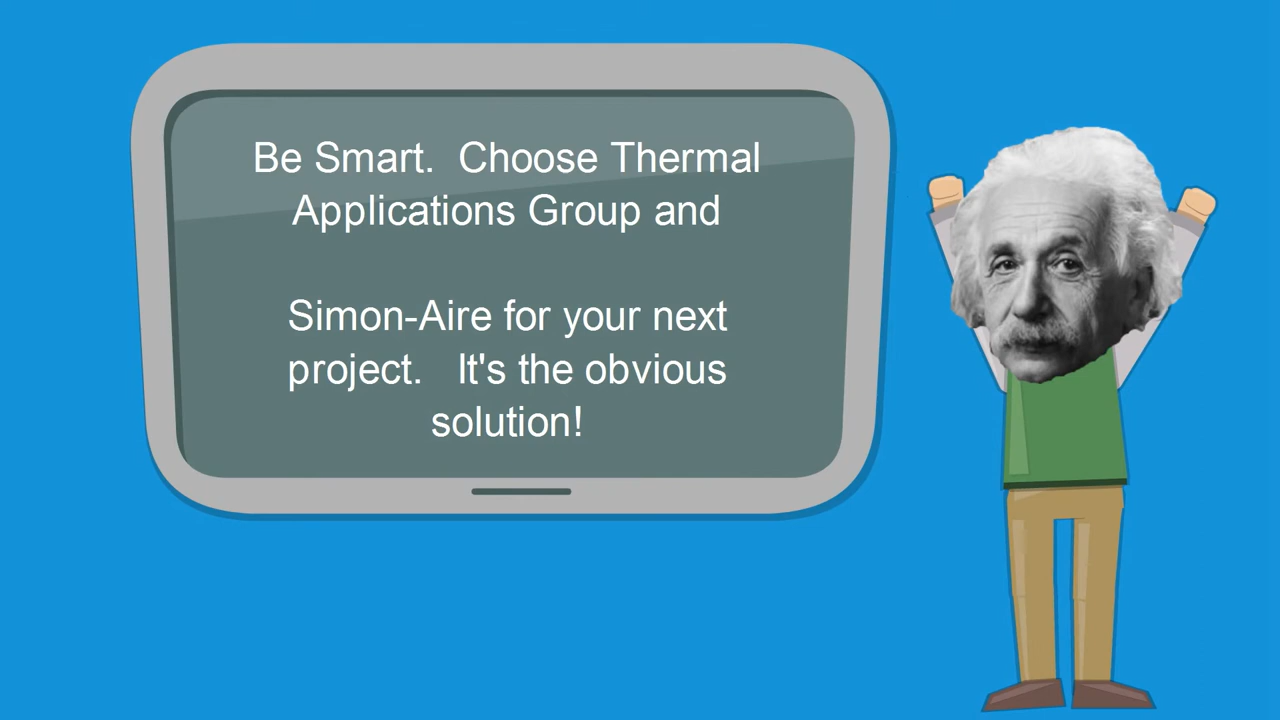 Be Smart.  Choose Thermal
Applications Group and
Simon-Aire for your next
project.   It's the obvious
solution!